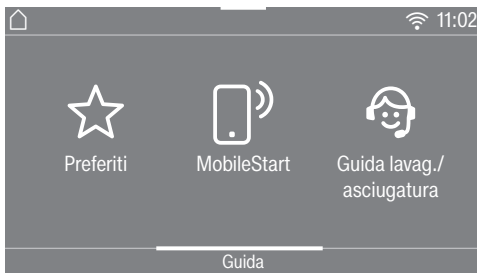 11:02
Preferiti
MobileStart
Guida lavag./
asciugatura
Guida